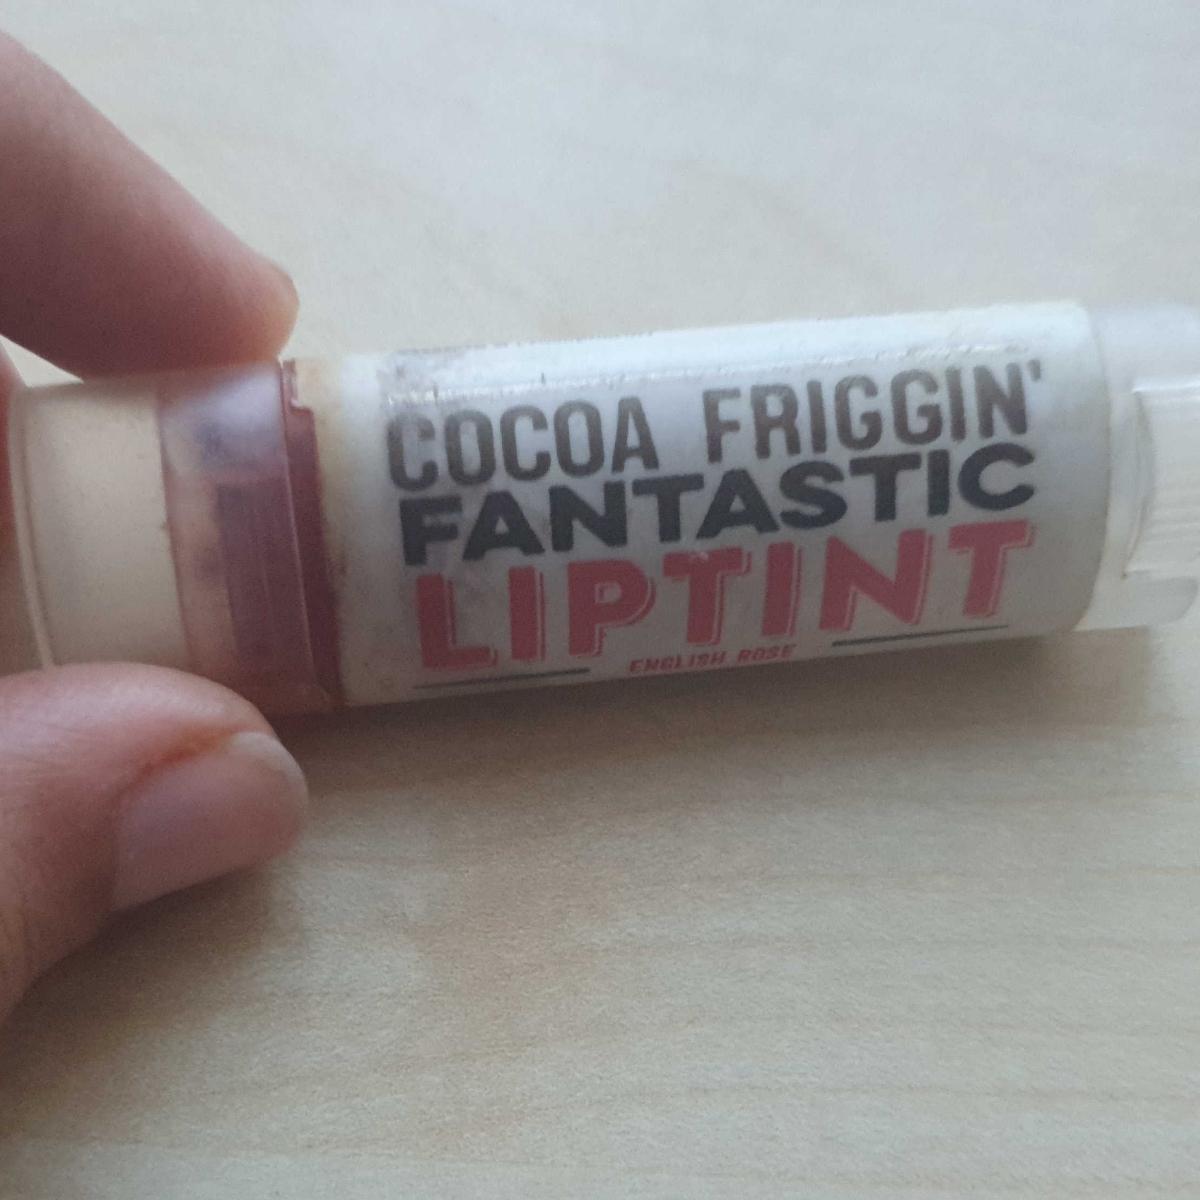 COCOA FRIGGIN'
FANTASTIC
LIPTINT
ENGLISH ROSE